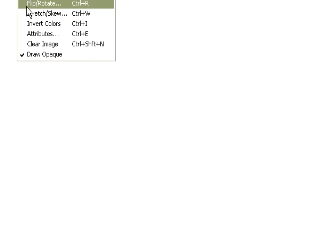 Flip/Rotate... Ctrl+R
Stretch/Skew... Ctrl+W
Invert Colors Ctrl+I
Attributes... Ctrl+E
Clear Image Ctrl+Shft+N
Draw Opaque